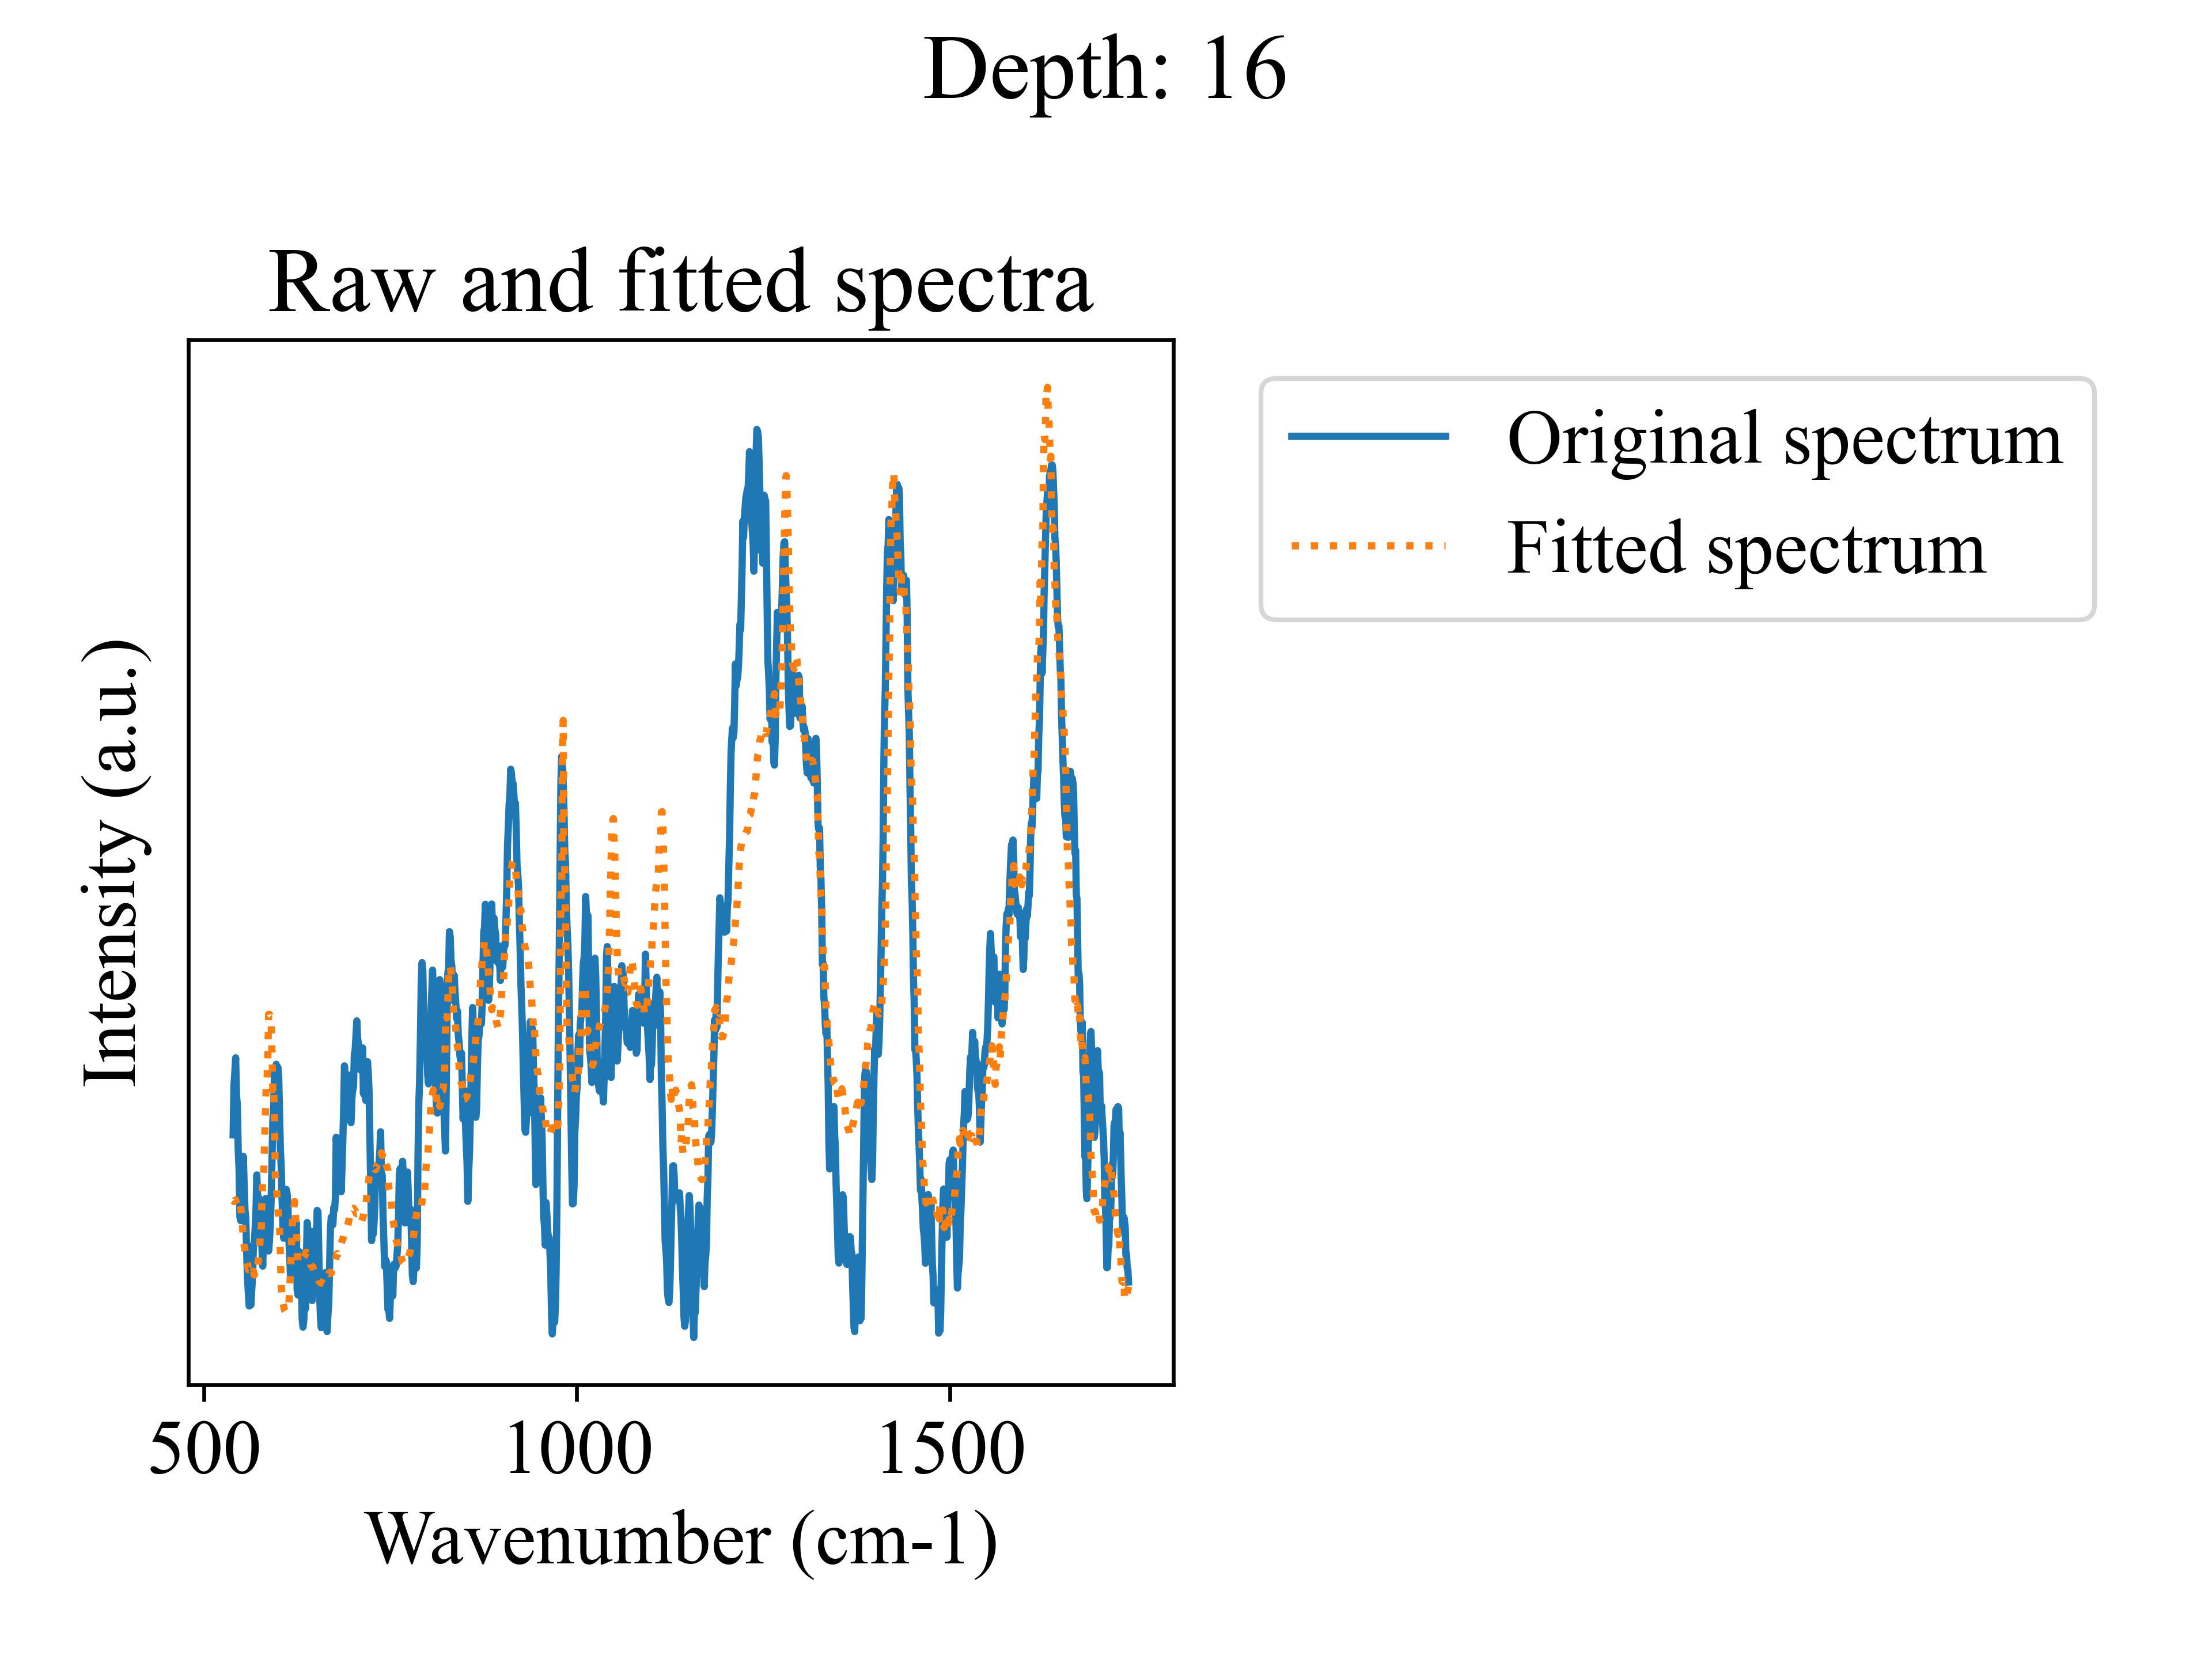 Depth: 16
Raw and fitted spectra
Original spectrum
Fitted spectrum
Intensity (a.u.)
500 1000 1500
Wavenumber (cm-1)